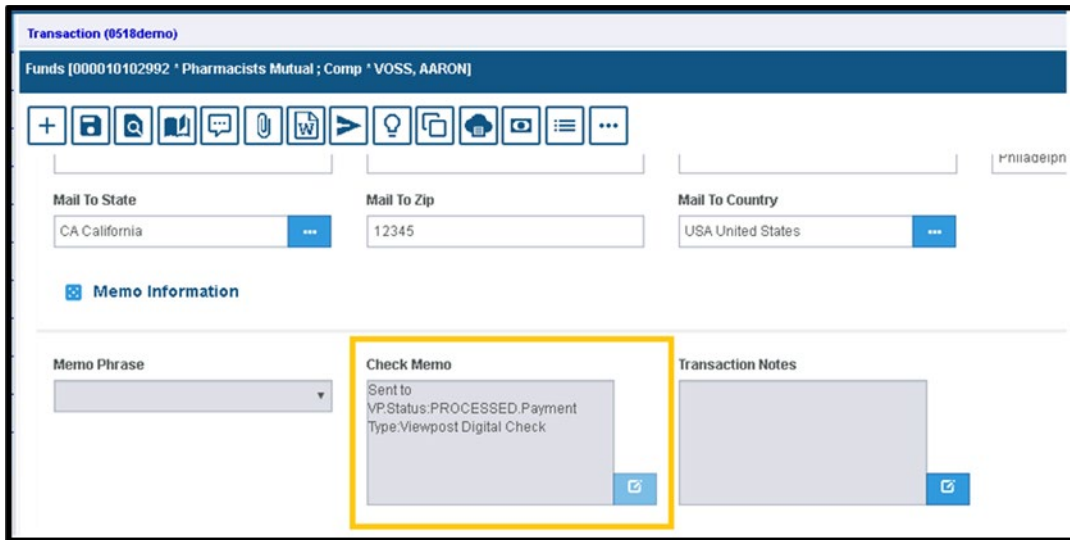 Transaction (0518demo)
Funds [000010102992 * Pharmacists Mutual ; Comp * VOSS, AARON]
W
Mail To State
Mail To Zip
Mail To Country
CA California
12345
USA United States
Memo Information
Memo Phrase
Check Memo
Transaction Notes
Sent to
VP.Status:PROCESSED.Payment
Type:Viewpost Digital Check